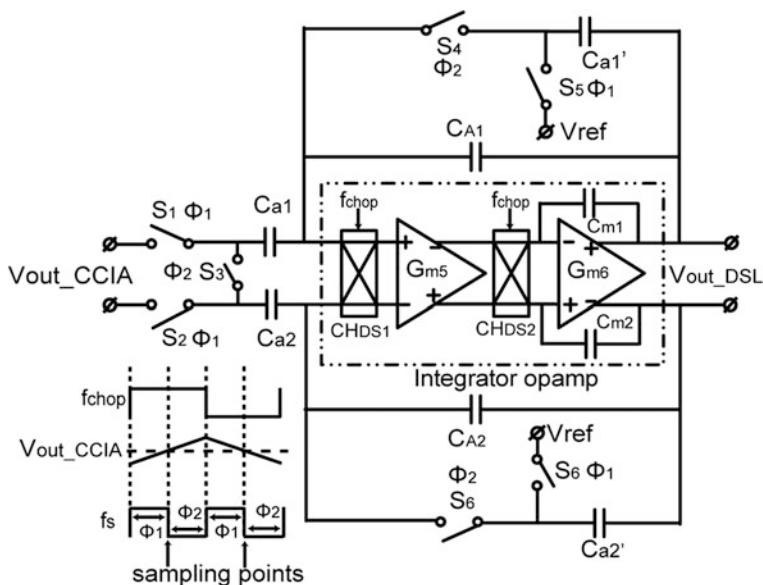 S4
Φ2
Ca1'
S5 Φ1
Vref
CA1
S1 Φ1
Ca1
fchop
fchop
Cm1
Vout_CCIA
Φ2 S3
+ - Gm5 - +
- + Gm6 + -
Vout_DSL
S2 Φ1
Ca2
CHDS1
CHDS2
Cm2
Integrator opamp
fchop
Vout_CCIA
fs
Φ1
Φ2
Φ1
Φ2
sampling points
CA2
Vref
Φ2
S6
S6 Φ1
Ca2'